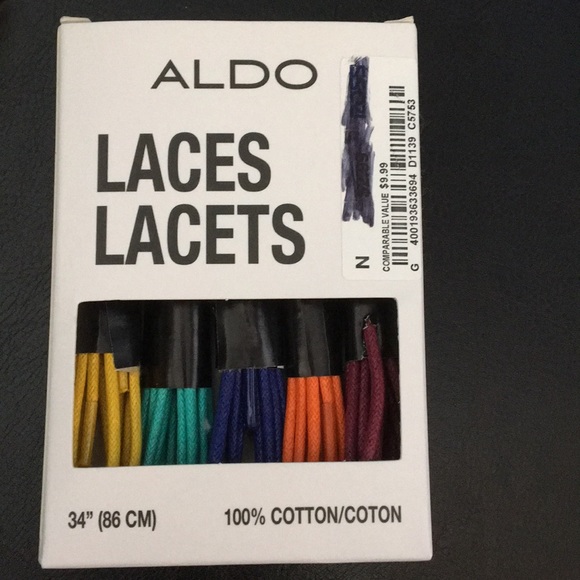 ALDO
LACES
LACETS
N
COMPARABLE VALUE $9.99
G 400193633694 D1139 C5753
34” (86 CM)
100% COTTON/COTON